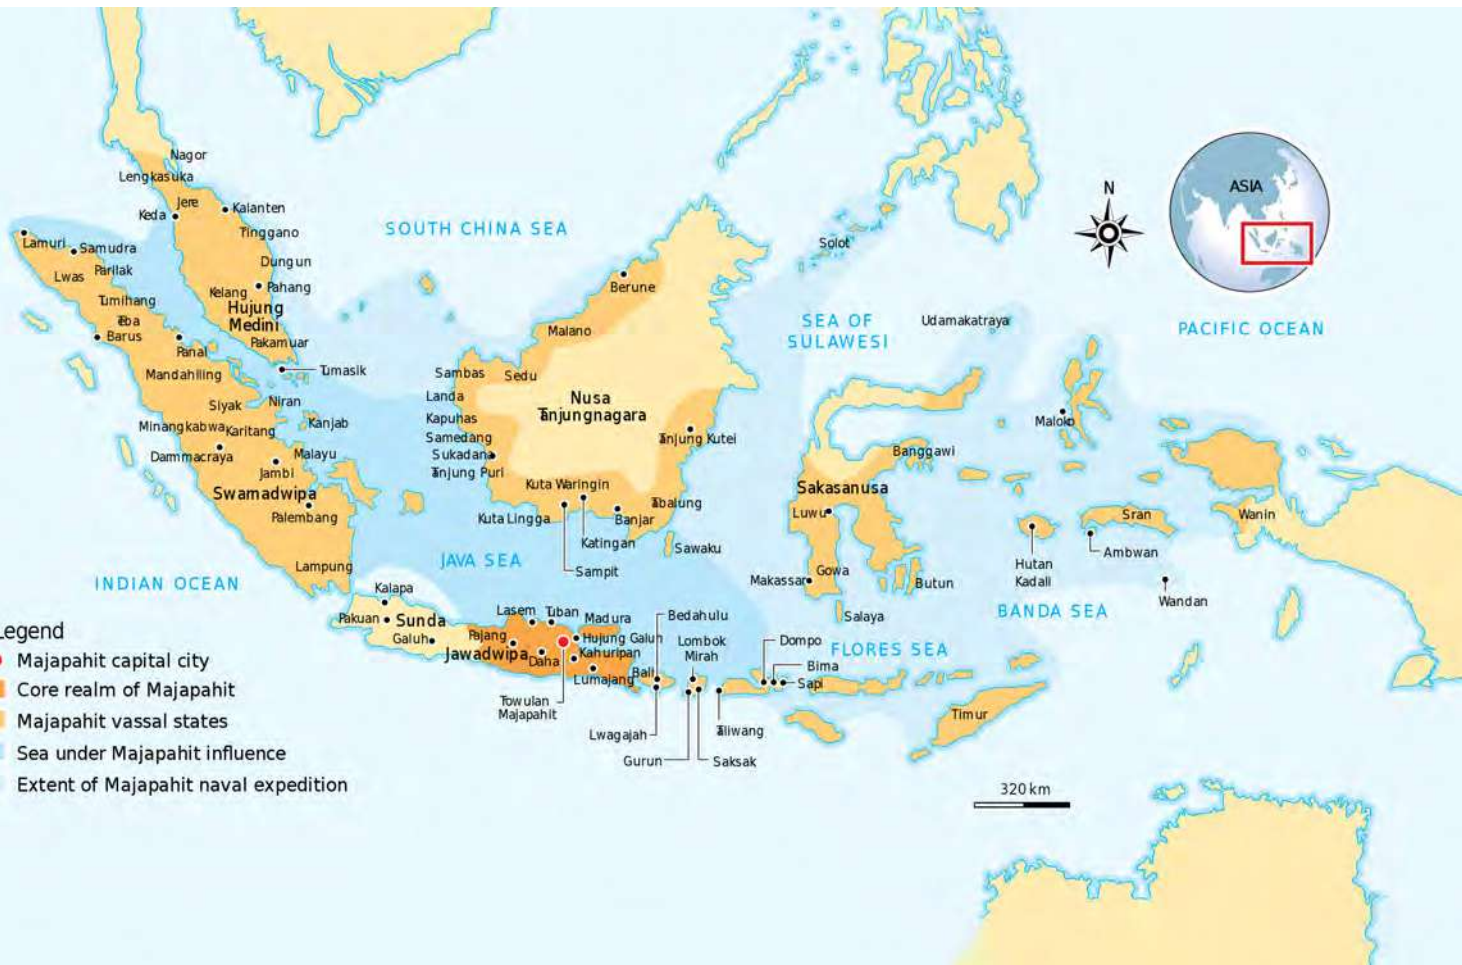 Nagor
Lengkasuka
Jere
Keda
Kalanten
Tinggano
Dungun
Kelang
Pahang
Hujung
Medini
Pakamuar
Tumasik
Lamuri
Samudra
Lwas
Parilak
Tumihang
Barus
Panal
Mandahiling
Siyak
Niran
Kanjab
Minangkabwa
Karitang
Dammacraya
Malayu
Jambi
Swarnadwipa
Palembang
Lampung
SOUTH CHINA SEA
Berune
Malano
Sambas
Sedu
Landa
Kapuhas
Samedang
Sukadana
Tanjung Puri
Nusa
Tanjungnagara
Tanjung Kutei
Kuta Waringin
Kuta Lingga
Tabalung
Banjar
Katingan
Sampit
Sawaku
JAVA SEA
INDIAN OCEAN
Kalapa
Pakuan
Sunda
Galuh
Lasem
Tuban
Madura
Pajang
Hujung Galuh
Jawadwipa
Daha
Kahuripan
Lumajang
Bali
Towulan
Majapahit
Bedahulu
Lombok
Mirah
Lwagajah
Gurun
Saksak
Taliwang
Dompo
Bima
Sapi
FLORES SEA
Timur
Solot
SEA OF
SULAWESI
Udamakatraya
Maloko
Banggawi
Sakasanusa
Luwu
Gowa
Makassar
Butun
Salaya
BANDA SEA
Hutan
Kadali
Sran
Ambwan
Wanin
Wandan
N
ASIA
PACIFIC OCEAN
320 km
Legend
Majapahit capital city
Core realm of Majapahit
Majapahit vassal states
Sea under Majapahit influence
Extent of Majapahit naval expedition